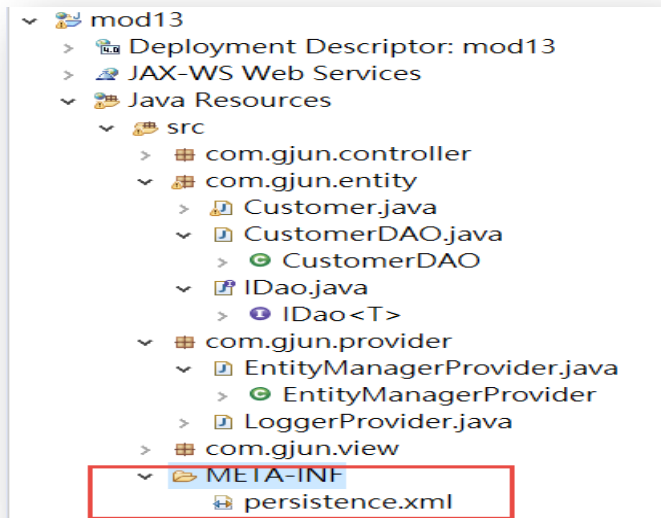 mod13
Deployment Descriptor: mod13
JAX-WS Web Services
Java Resources
src
com.gjun.controller
com.gjun.entity
Customer.java
CustomerDAO.java
CustomerDAO
IDao.java
IDao<T>
com.gjun.provider
EntityManagerProvider.java
EntityManagerProvider
LoggerProvider.java
com.gjun.view
META-INF
persistence.xml